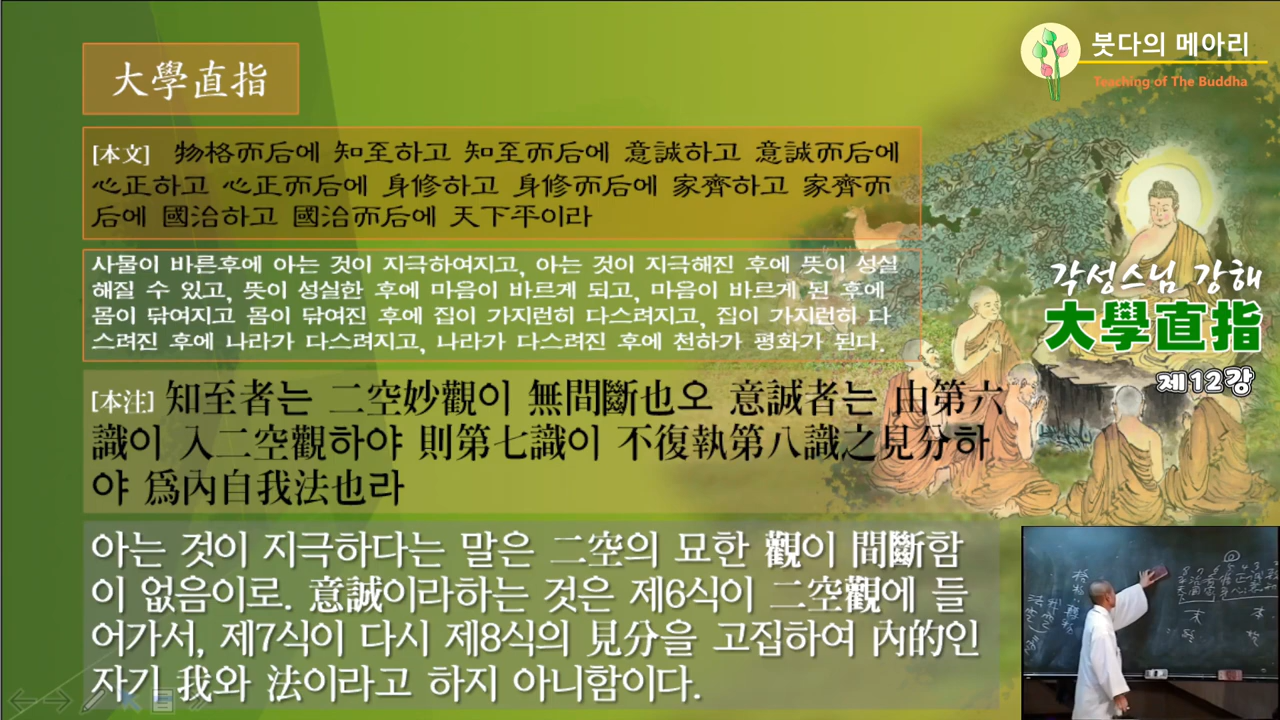 大學直指
붓다의 메아리
Teaching of The Buddha
[本文] 物格而后에 知至하고 知至而后에 意誠하고 意誠而后에
心正하고 心正而后에 身修하고 身修而后에 家齊하고 家齊而
后에 國治하고 國治而后에 天下平이라
사물이 바른후에 아는 것이 지극하여지고, 아는 것이 지극해진 후에 뜻이 성실
해질 수 있고, 뜻이 성실한 후에 마음이 바르게 되고, 마음이 바르게 된 후에
몸이 닦여지고 몸이 닦여진 후에 집이 가지런히 다스려지고, 집이 가지런히 다
스려진 후에 나라가 다스려지고, 나라가 다스려진 후에 천하가 평화가 된다.
각성스님 강해
大學直指
제12강
[本注] 知至者는 二空妙觀이 無間斷也오 意誠者는 由第六
識이 入二空觀하야 則第七識이 不復執第八識之見分하
야 爲內自我法也라
아는 것이 지극하다는 말은 二空의 묘한 觀이 間斷함
이 없음이로. 意誠이라하는 것은 제6식이 二空觀에 들
어가서, 제7식이 다시 제8식의 見分을 고집하여 內的인
자기 我와 法이라고 하지 아니함이다.